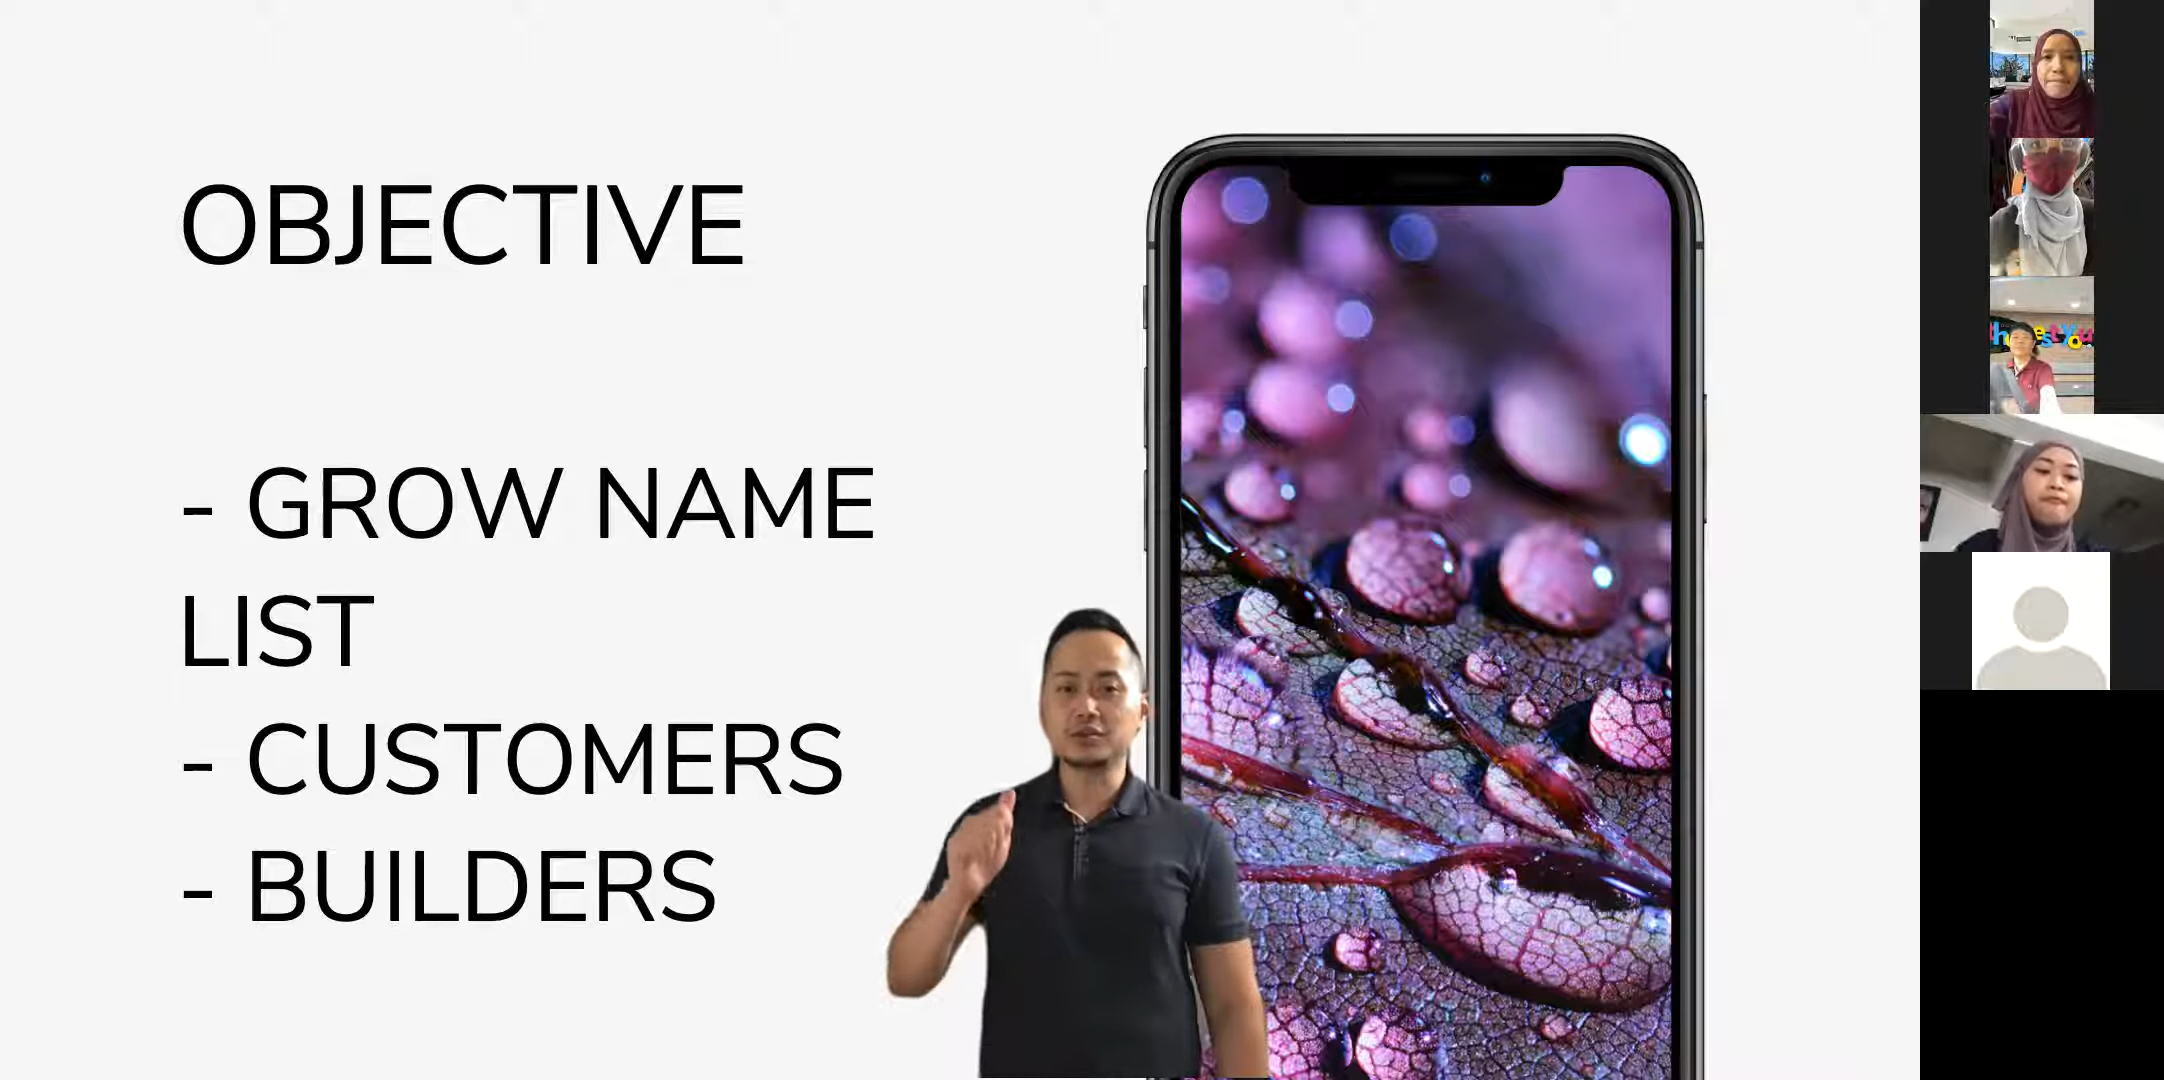 OBJECTIVE
- GROW NAME
LIST
- CUSTOMERS
- BUILDERS